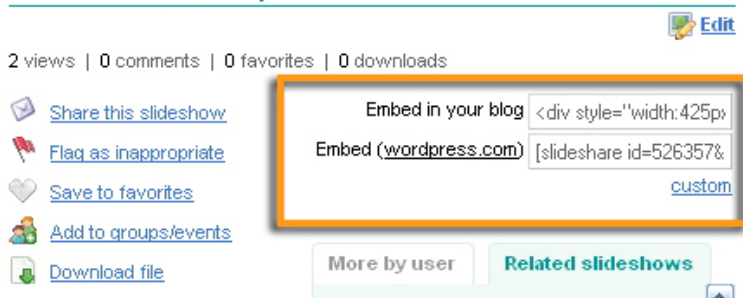 Edit
2 views | 0 comments | 0 favorites | 0 downloads
Share this slideshow
Flag as inappropriate
Save to favorites
Add to groups/events
Download file
Embed in your blog <div style="width:425px
Embed (wordpress.com) [slideshare id=526357&
custom
More by user Related slideshows